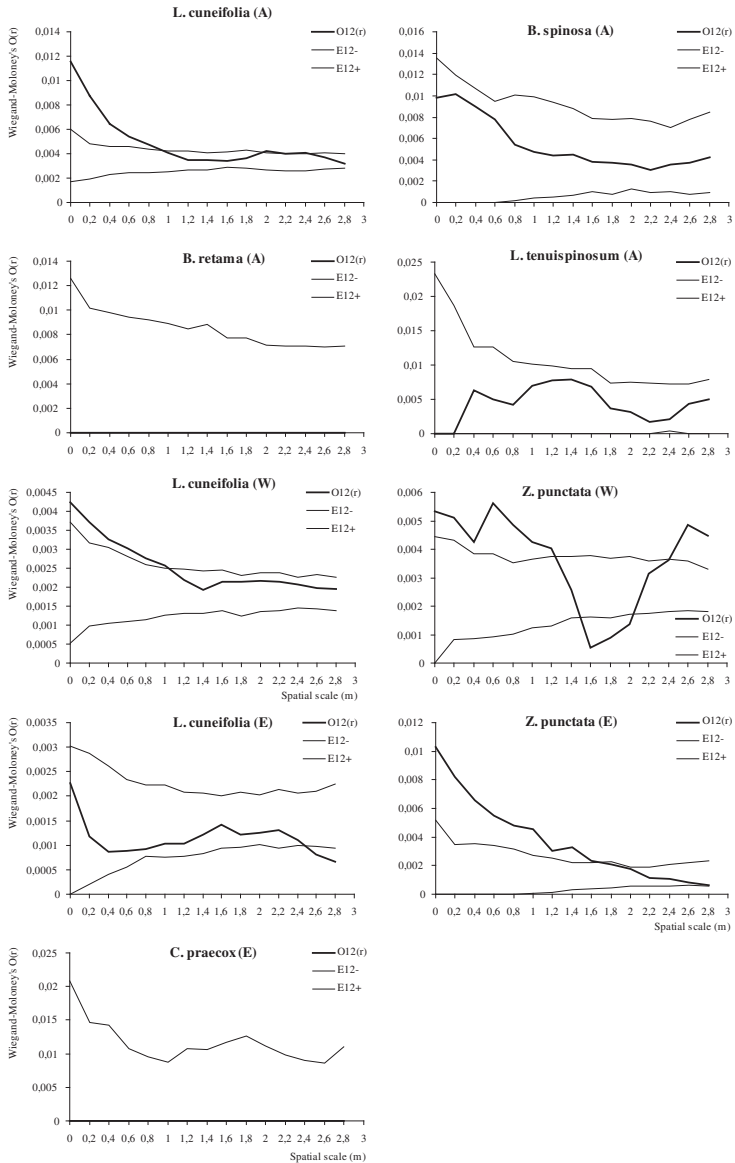 L. cuneifolia (A)
Wiegand-Moloney's O(r)
0,014
0,012
0,01
0,008
0,006
0,004
0,002
0
O12(r)
E12-
E12+
0 0,2 0,4 0,6 0,8 1 1,2 1,4 1,6 1,8 2 2,2 2,4 2,6 2,8 3
B. spinosa (A)
0,016
0,014
0,012
0,01
0,008
0,006
0,004
0,002
0
O12(r)
E12-
E12+
0 0,2 0,4 0,6 0,8 1 1,2 1,4 1,6 1,8 2 2,2 2,4 2,6 2,8 3
B. retama (A)
Wiegand-Moloney's O(r)
0,014
0,012
0,01
0,008
0,006
0,004
0,002
0
O12(r)
E12-
E12+
0 0,2 0,4 0,6 0,8 1 1,2 1,4 1,6 1,8 2 2,2 2,4 2,6 2,8 3
L. tenuispinosum (A)
0,025
0,02
0,015
0,01
0,005
0
O12(r)
E12-
E12+
0 0,2 0,4 0,6 0,8 1 1,2 1,4 1,6 1,8 2 2,2 2,4 2,6 2,8 3
L. cuneifolia (W)
Wiegand-Moloney's O(r)
0,0045
0,004
0,0035
0,003
0,0025
0,002
0,0015
0,001
0,0005
0
O12(r)
E12-
E12+
0 0,2 0,4 0,6 0,8 1 1,2 1,4 1,6 1,8 2 2,2 2,4 2,6 2,8 3
Spatial scale (m)
Z. punctata (W)
0,006
0,005
0,004
0,003
0,002
0,001
0
O12(r)
E12-
E12+
0 0,2 0,4 0,6 0,8 1 1,2 1,4 1,6 1,8 2 2,2 2,4 2,6 2,8 3
L. cuneifolia (E)
Wiegand-Moloney's O(r)
0,0035
0,003
0,0025
0,002
0,0015
0,001
0,0005
0
O12(r)
E12-
E12+
0 0,2 0,4 0,6 0,8 1 1,2 1,4 1,6 1,8 2 2,2 2,4 2,6 2,8 3
Z. punctata (E)
0,012
0,01
0,008
0,006
0,004
0,002
0
O12(r)
E12-
E12+
0 0,2 0,4 0,6 0,8 1 1,2 1,4 1,6 1,8 2 2,2 2,4 2,6 2,8 3
Spatial scale (m)
C. praecox (E)
Wiegand-Moloney's O(r)
0,025
0,02
0,015
0,01
0,005
0
O12(r)
E12-
E12+
0 0,2 0,4 0,6 0,8 1 1,2 1,4 1,6 1,8 2 2,2 2,4 2,6 2,8 3
Spatial scale (m)